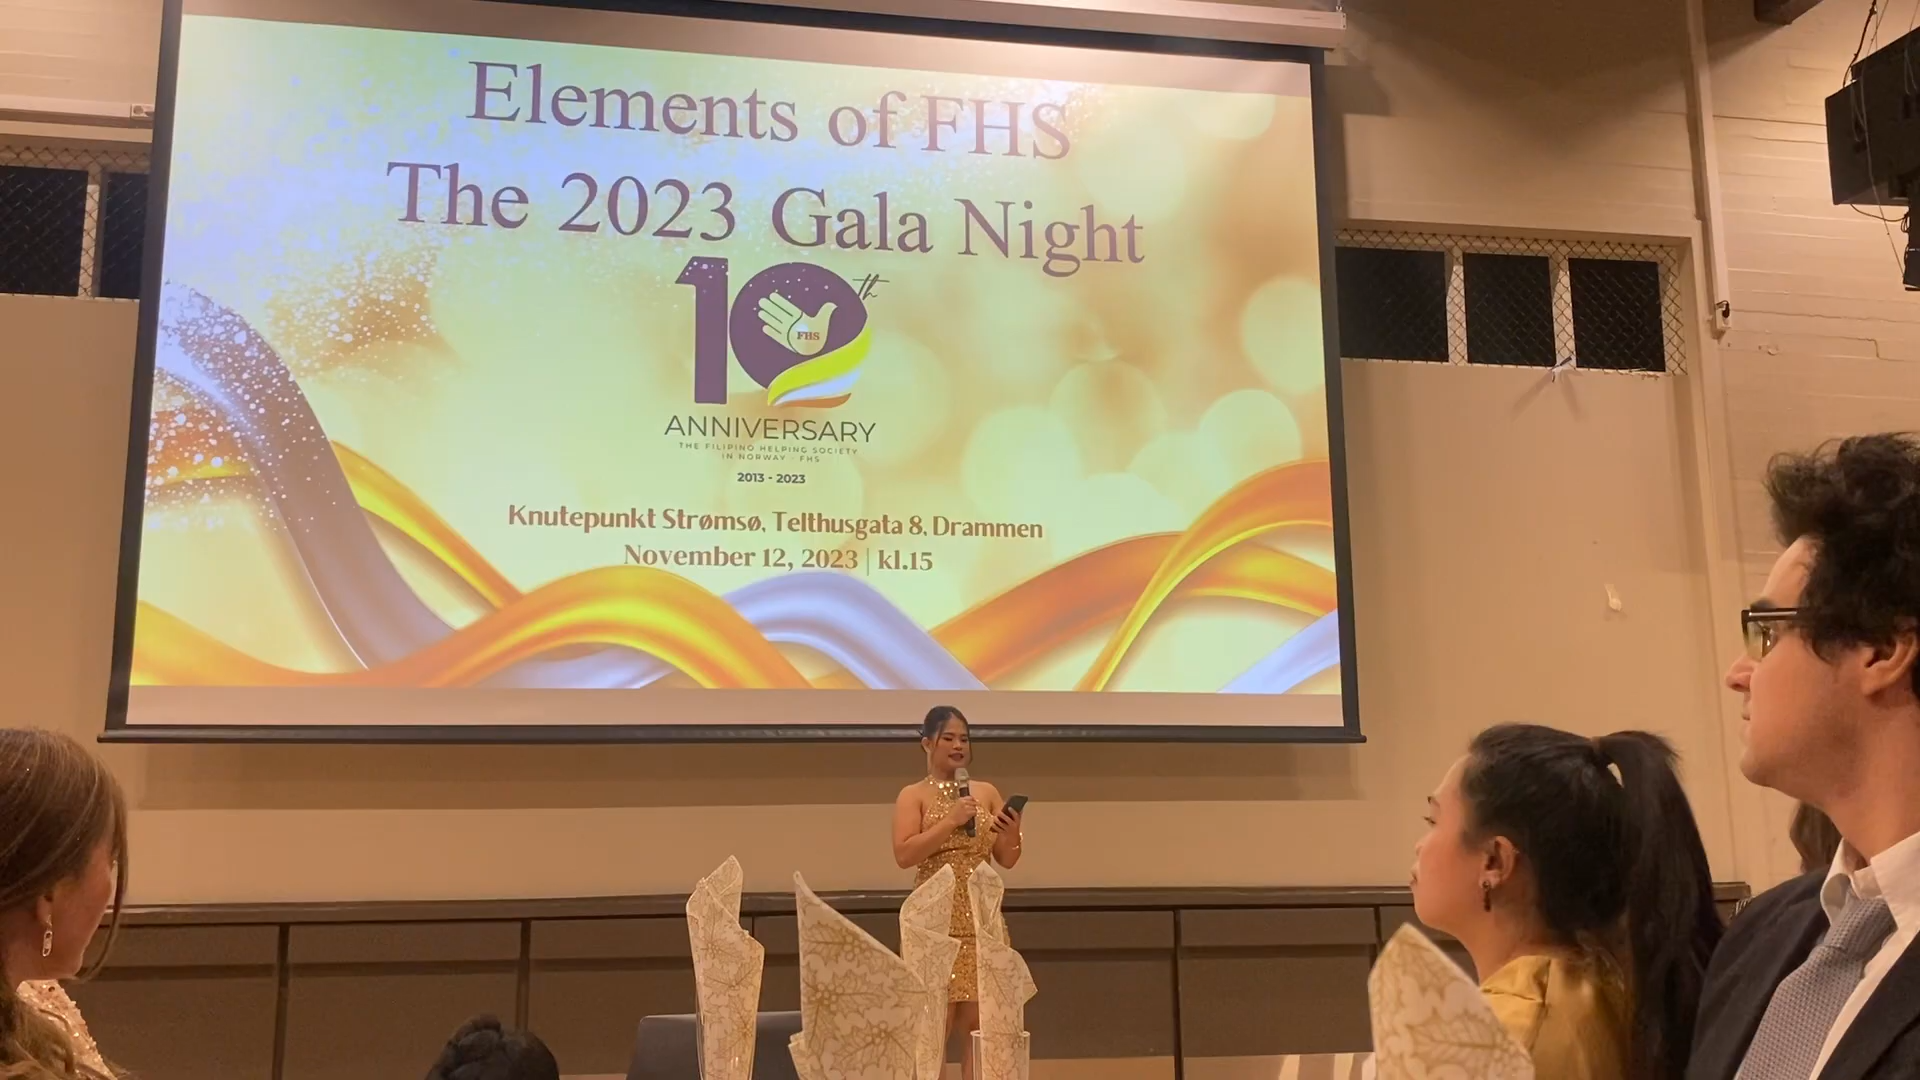 Elements of FHS
The 2023 Gala Night
10th
FHS
ANNIVERSARY
THE FILIPINO HELPING SOCIETY
IN NORWAY - FHS
2013 - 2023
Knutepunkt Strømsø, Telthusgata 8, Drammen
November 12, 2023 | kl.15